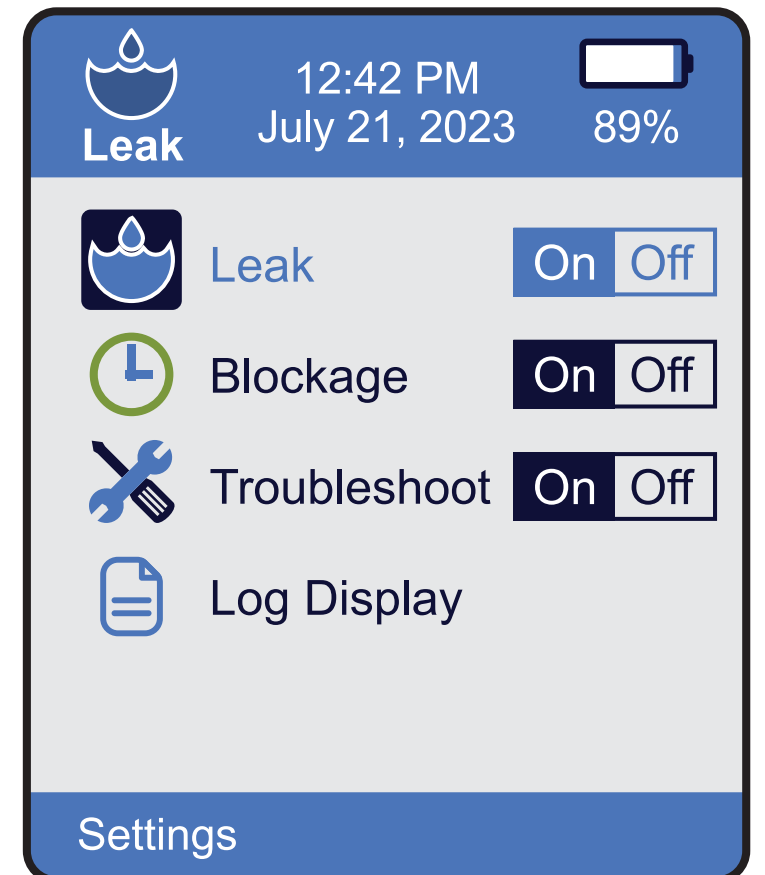 12:42 PM
July 21, 2023
89%
Leak
Leak On Off
Blockage On Off
Troubleshoot On Off
Log Display
Settings